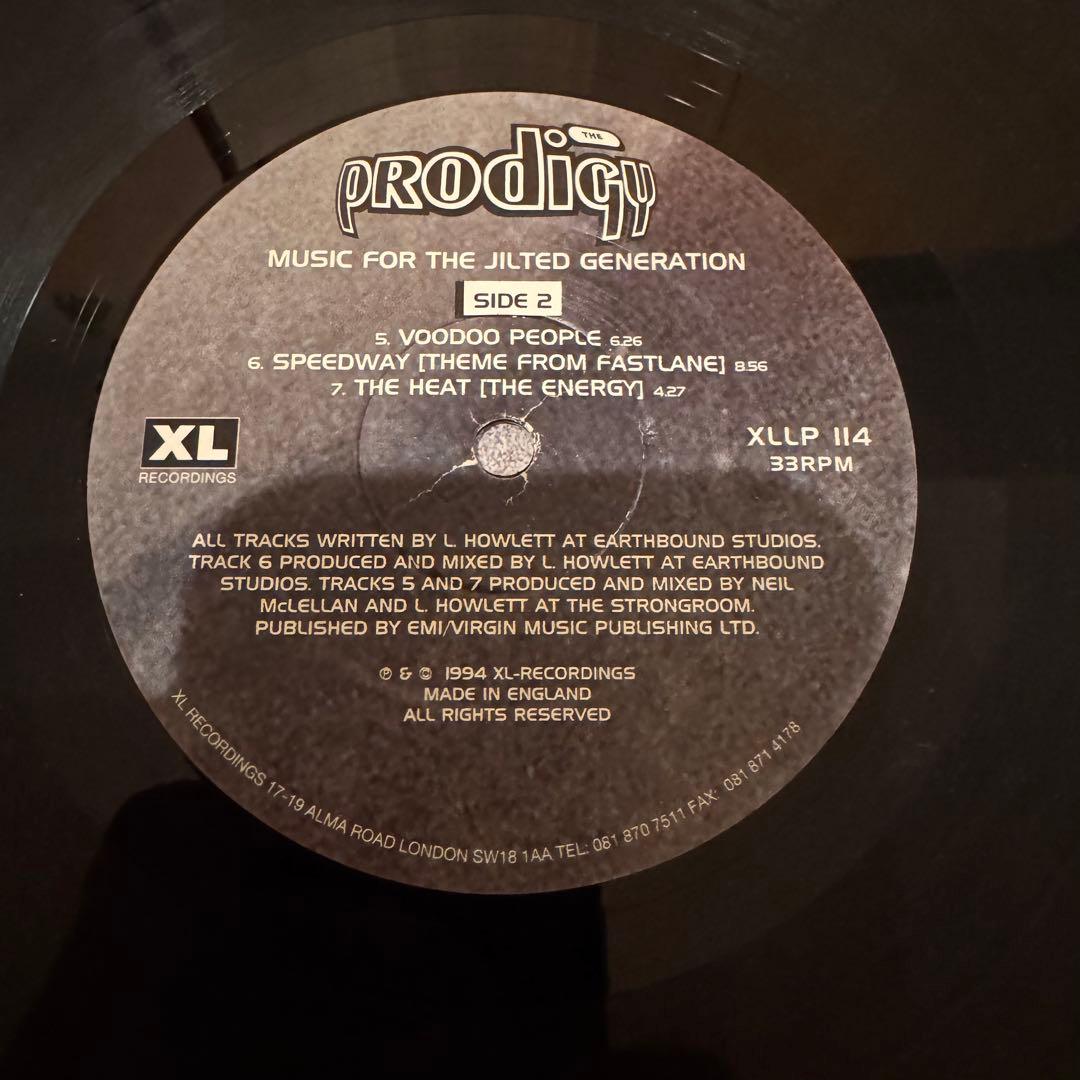 THE
PRODIGY
MUSIC FOR THE JILTED GENERATION
SIDE 2
5. VOODOO PEOPLE 6.26
6. SPEEDWAY [THEME FROM FASTLANE] 8.56
7. THE HEAT [THE ENERGY] 4.27
XL
RECORDINGS
XLLP 114
33RPM
ALL TRACKS WRITTEN BY L. HOWLETT AT EARTHBOUND STUDIOS.
TRACK 6 PRODUCED AND MIXED BY L. HOWLETT AT EARTHBOUND
STUDIOS. TRACKS 5 AND 7 PRODUCED AND MIXED BY NEIL
McLELLAN AND L. HOWLETT AT THE STRONGROOM.
PUBLISHED BY EMI/VIRGIN MUSIC PUBLISHING LTD.
℗ & © 1994 XL-RECORDINGS
MADE IN ENGLAND
ALL RIGHTS RESERVED
XL RECORDINGS 17-19 ALMA ROAD LONDON SW18 1AA TEL: 081 870 7511 FAX: 081 871 4178